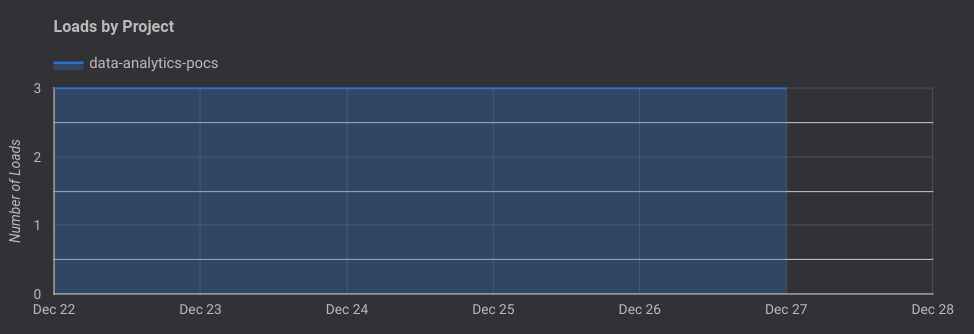 Loads by Project
data-analytics-pocs
3
2
1
0
Number of Loads
Dec 22 Dec 23 Dec 24 Dec 25 Dec 26 Dec 27 Dec 28